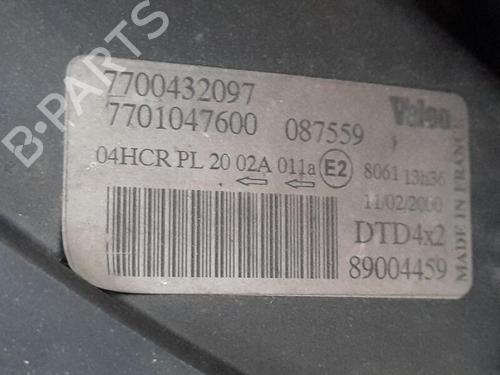 B-PARTS
7700432097
Valeo
7701047600 087559
04HCR PL 20 02A 011a E2 8061 13h36
11/02/2000
DTD4x2
89004459
MADE IN FRANCE